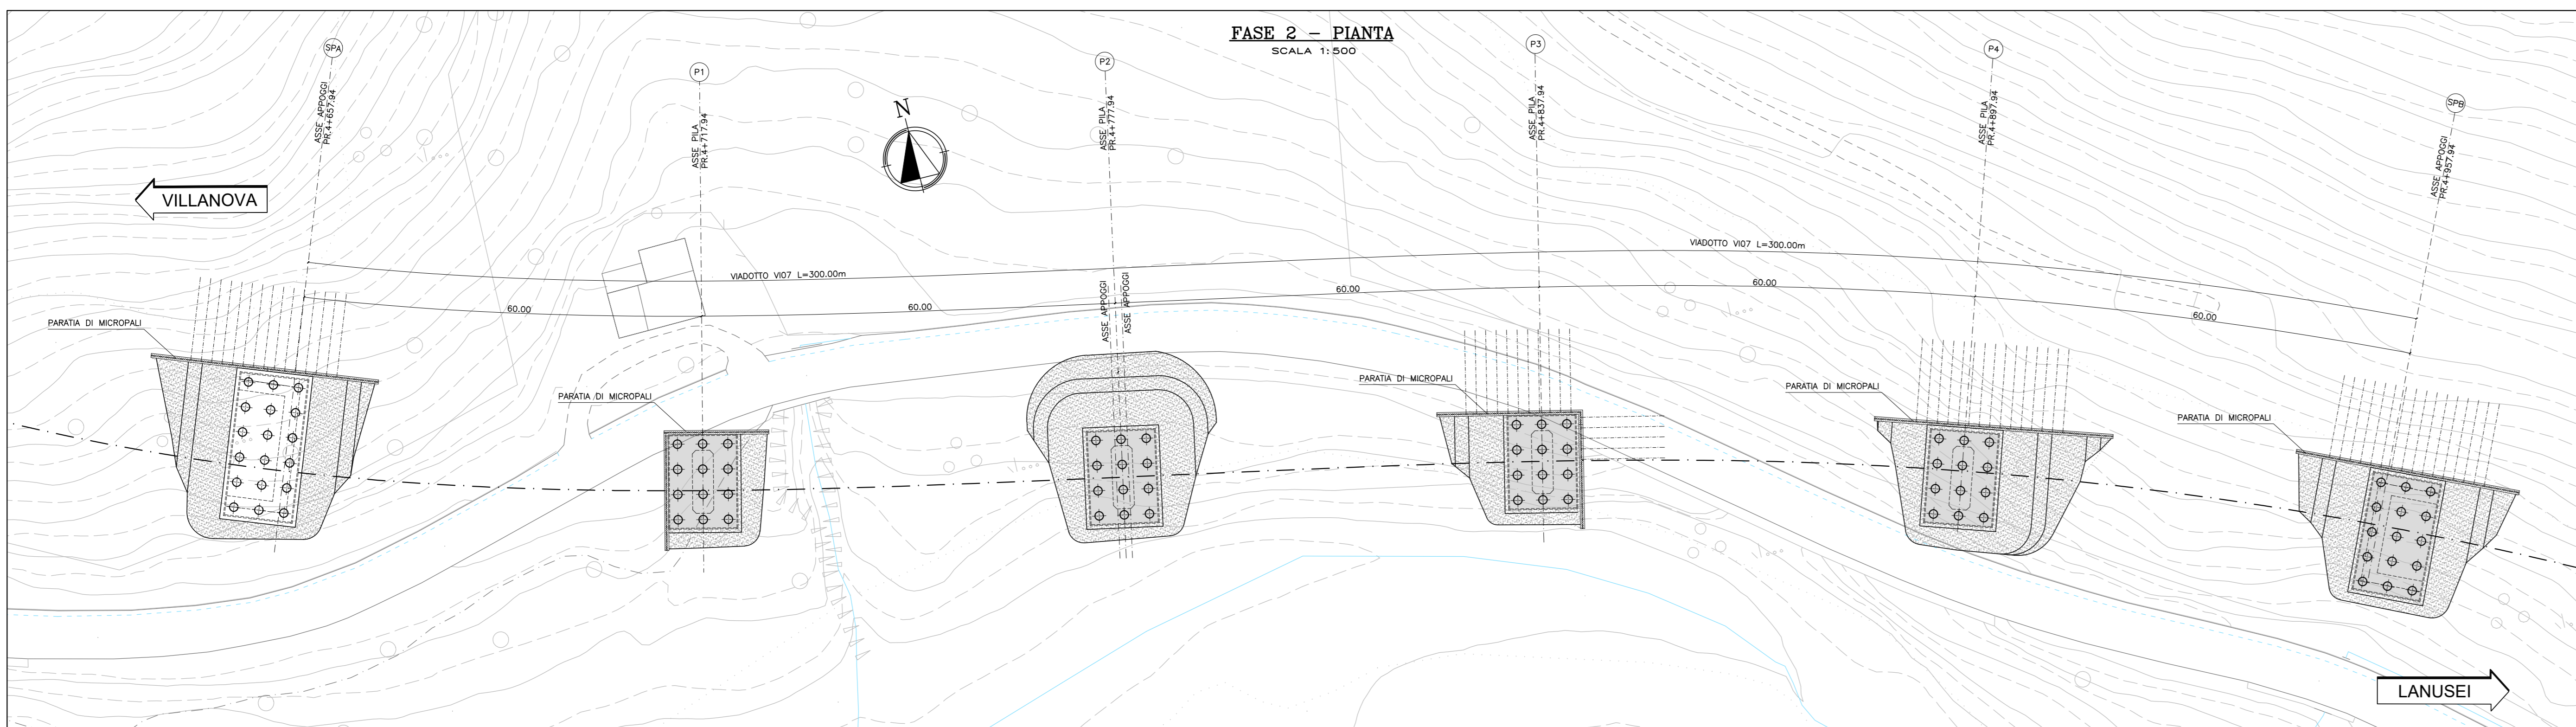 FASE 2 - PIANTA
SCALA 1:500
SPA
ASSE APPOGGI
PR.4+657.94
P1
ASSE PILA
PR.4+717.94
P2
ASSE PILA
PR.4+777.94
P3
ASSE PILA
PR.4+837.94
P4
ASSE PILA
PR.4+897.94
SPB
ASSE APPOGGI
PR.4+957.94
N
VILLANOVA
VIADOTTO VI07 L=300.00m
VIADOTTO VI07 L=300.00m
60.00
60.00
60.00
60.00
60.00
ASSE APPOGGI
ASSE APPOGGI
PARATIA DI MICROPALI
PARATIA DI MICROPALI
PARATIA DI MICROPALI
PARATIA DI MICROPALI
PARATIA DI MICROPALI
LANUSEI